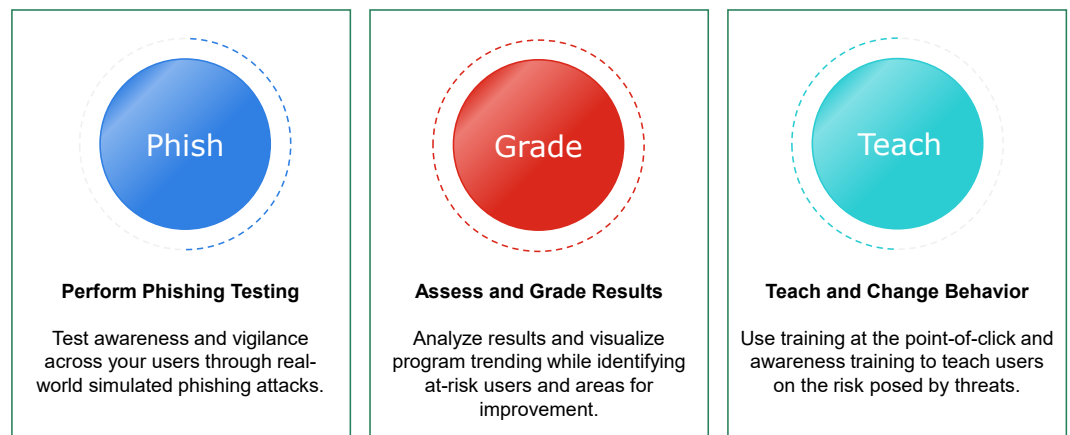 Phish
Perform Phishing Testing
Test awareness and vigilance
across your users through real-
world simulated phishing attacks.
Grade
Assess and Grade Results
Analyze results and visualize
program trending while identifying
at-risk users and areas for
improvement.
Teach
Teach and Change Behavior
Use training at the point-of-click and
awareness training to teach users
on the risk posed by threats.